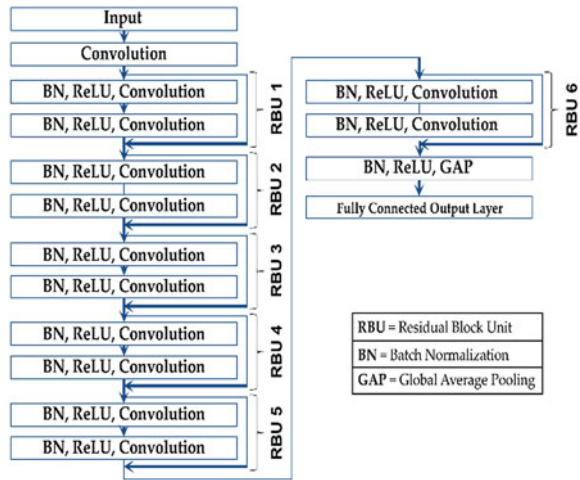 Input
Convolution
BN, ReLU, Convolution
BN, ReLU, Convolution
RBU 1
BN, ReLU, Convolution
BN, ReLU, Convolution
RBU 2
BN, ReLU, Convolution
BN, ReLU, Convolution
RBU 3
BN, ReLU, Convolution
BN, ReLU, Convolution
RBU 4
BN, ReLU, Convolution
BN, ReLU, Convolution
RBU 5
BN, ReLU, Convolution
BN, ReLU, Convolution
RBU 6
BN, ReLU, GAP
Fully Connected Output Layer
RBU = Residual Block Unit
BN = Batch Normalization
GAP = Global Average Pooling